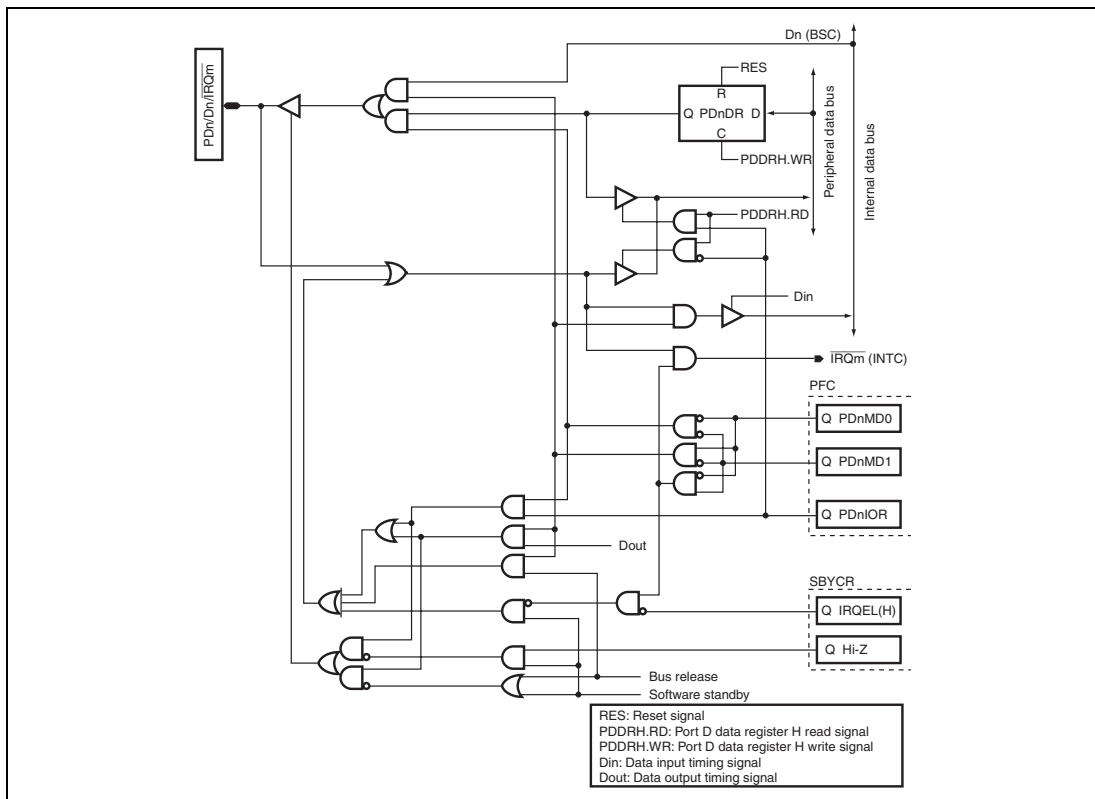 PDn/Dn/IRQm
Dn (BSC)
RES
R
Q PDnDR D
C
PDDRH.WR
Peripheral data bus
Internal data bus
PDDRH.RD
Din
IRQm (INTC)
PFC
Q PDnMD0
Q PDnMD1
Q PDnIOR
Dout
SBYCR
Q IRQEL(H)
Q Hi-Z
Bus release
Software standby
RES: Reset signal
PDDRH.RD: Port D data register H read signal
PDDRH.WR: Port D data register H write signal
Din: Data input timing signal
Dout: Data output timing signal